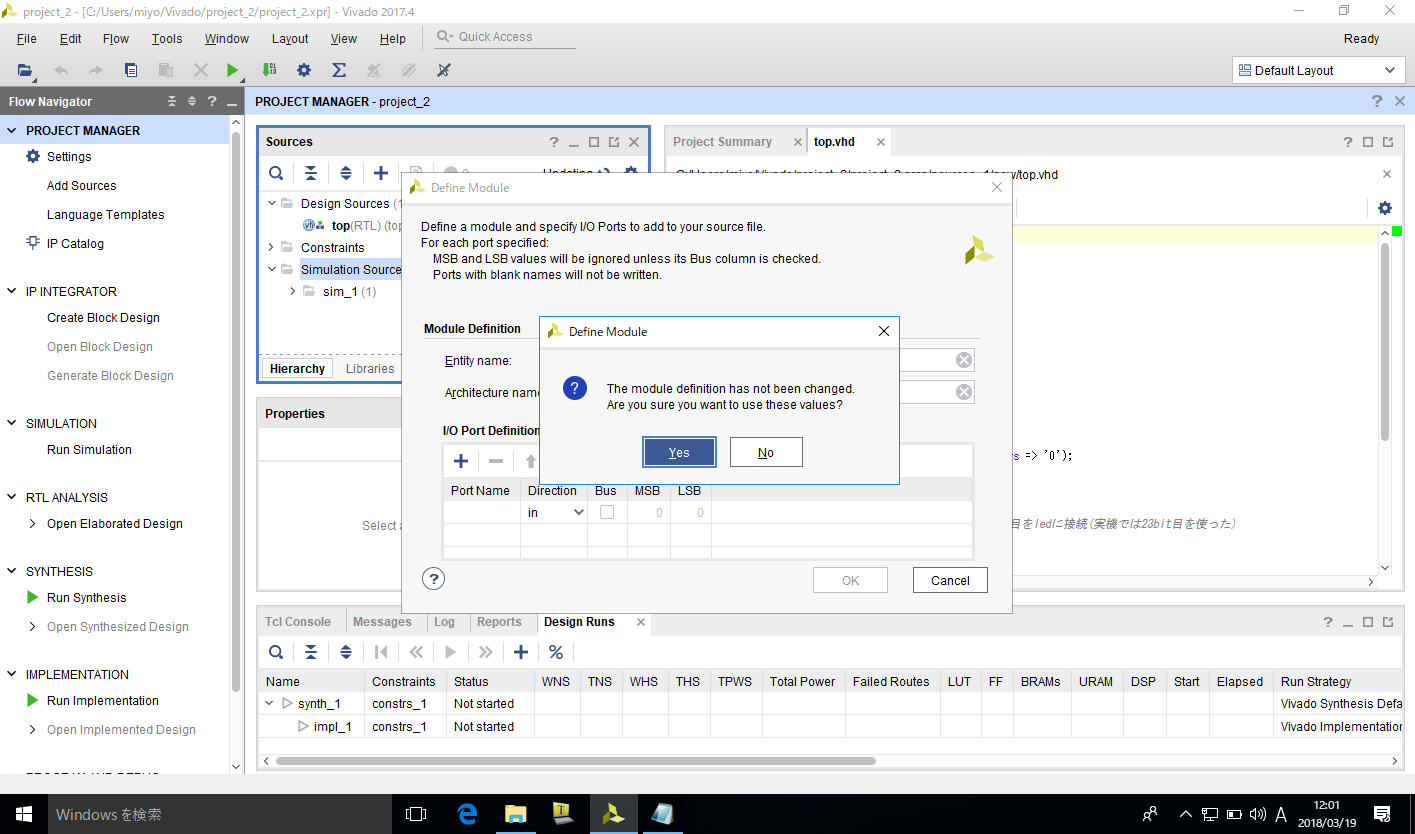 project_2 - [C:/Users/miyo/Vivado/project_2/project_2.xpr] - Vivado 2017.4
File Edit Flow Tools Window Layout View Help Quick Access Ready
Default Layout
Flow Navigator
PROJECT MANAGER - project_2
PROJECT MANAGER
Settings
Add Sources
Language Templates
IP Catalog
IP INTEGRATOR
Create Block Design
Open Block Design
Generate Block Design
SIMULATION
Run Simulation
RTL ANALYSIS
Open Elaborated Design
SYNTHESIS
Run Synthesis
Open Synthesized Design
IMPLEMENTATION
Run Implementation
Open Implemented Design
Sources
Design Sources (1
top(RTL) (top
Constraints
Simulation Source
sim_1 (1)
Hierarchy Libraries
Properties
Select
Project Summary top.vhd
/top.vhd
=> '0');
目をledに接続(実機では23bit目を使った)
Define Module
Define a module and specify I/O Ports to add to your source file.
For each port specified:
MSB and LSB values will be ignored unless its Bus column is checked.
Ports with blank names will not be written.
Module Definition
Entity name:
Architecture name
I/O Port Definition
Port Name Direction Bus MSB LSB
in 0 0
OK Cancel
Define Module
The module definition has not been changed.
Are you sure you want to use these values?
Yes No
Tcl Console Messages Log Reports Design Runs
Name Constraints Status WNS TNS WHS THS TPWS Total Power Failed Routes LUT FF BRAMs URAM DSP Start Elapsed Run Strategy
synth_1 constrs_1 Not started Vivado Synthesis Defa
impl_1 constrs_1 Not started Vivado Implementation
Windows を検索
A
12:01
2018/03/19